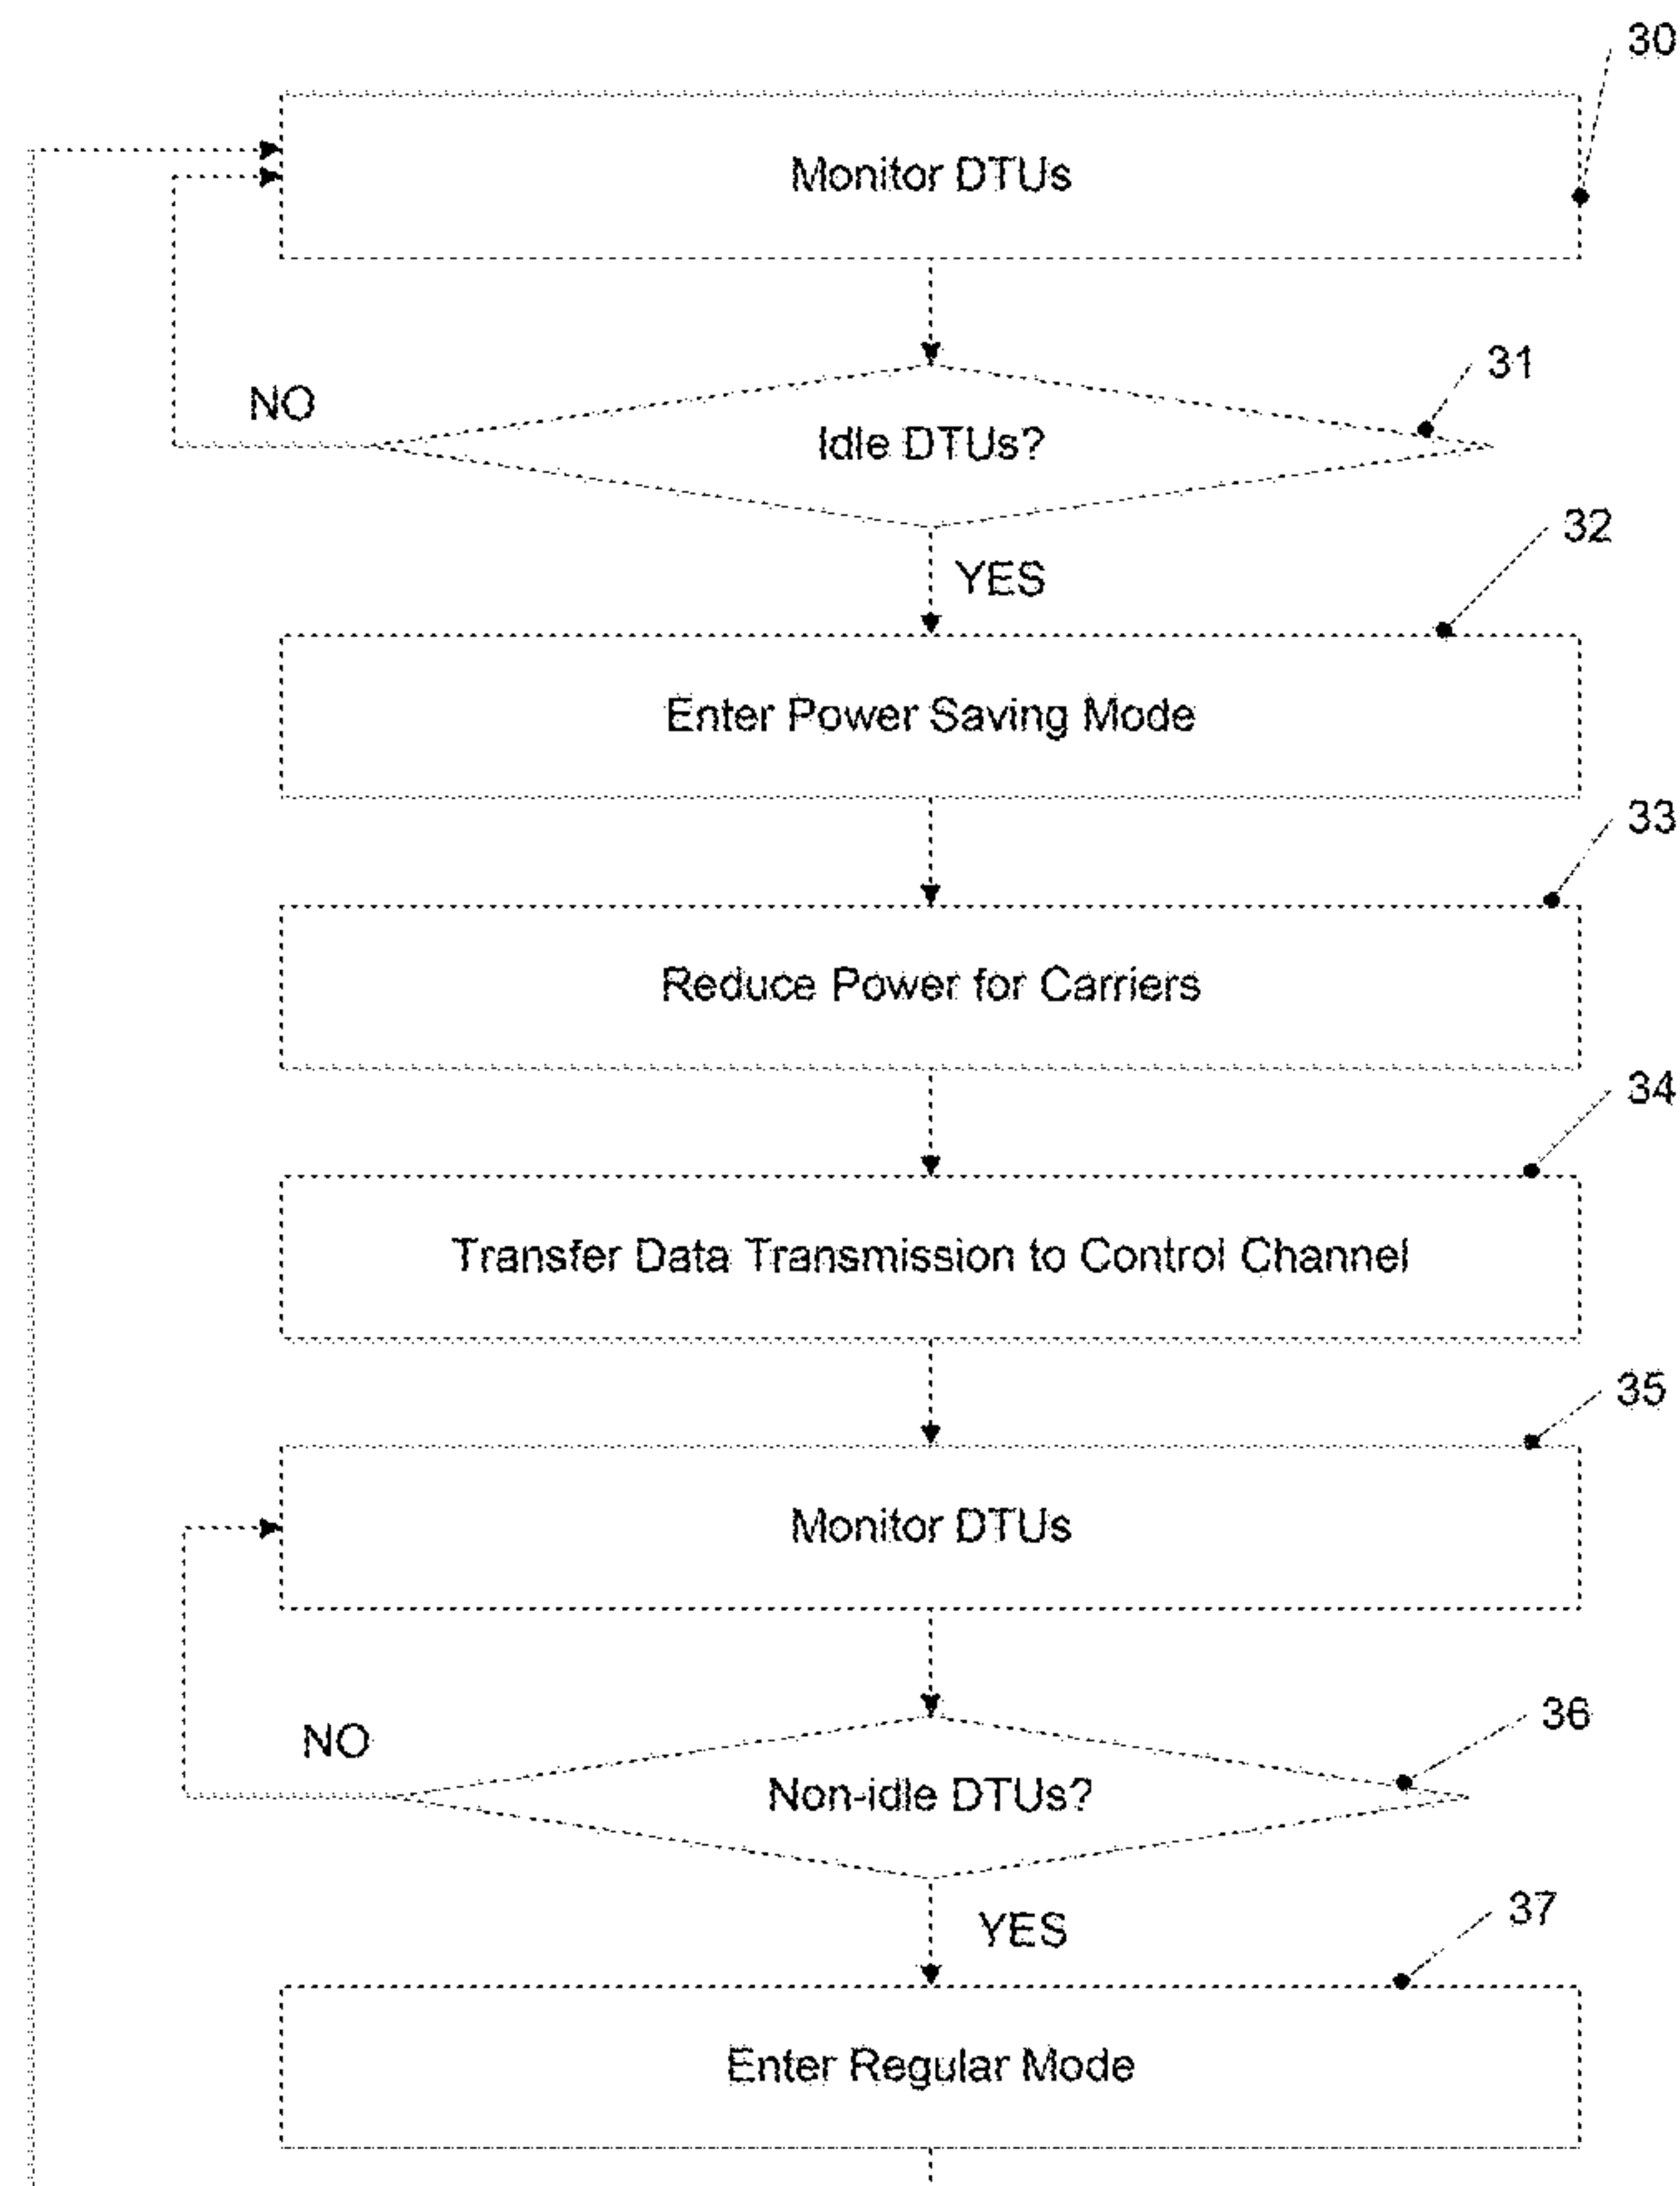 30
Monitor DTUs
31
NO
Idle DTUs?
32
YES
Enter Power Saving Mode
33
Reduce Power for Carriers
34
Transfer Data Transmission to Control Channel
35
Monitor DTUs
36
NO
Non-idle DTUs?
37
YES
Enter Regular Mode